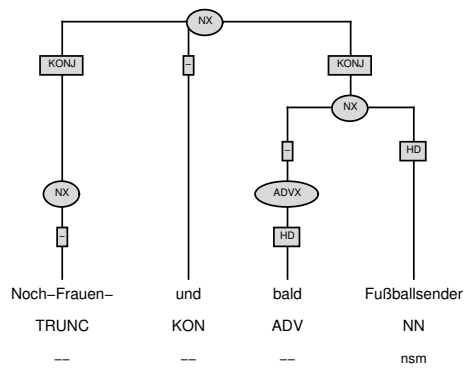 NX
KONJ – KONJ
NX
– HD
NX ADVX
– HD
Noch–Frauen– und bald Fußballsender
TRUNC KON ADV NN
–– –– –– nsm